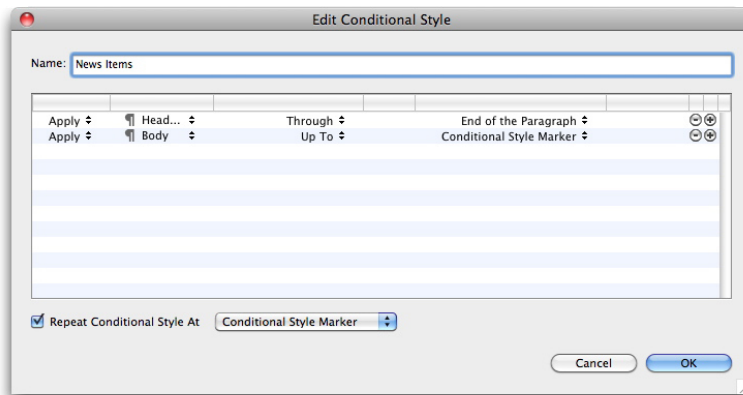 Edit Conditional Style
Name: News Items
Apply ¶ Head... Through End of the Paragraph
Apply ¶ Body Up To Conditional Style Marker
Repeat Conditional Style At Conditional Style Marker
Cancel OK